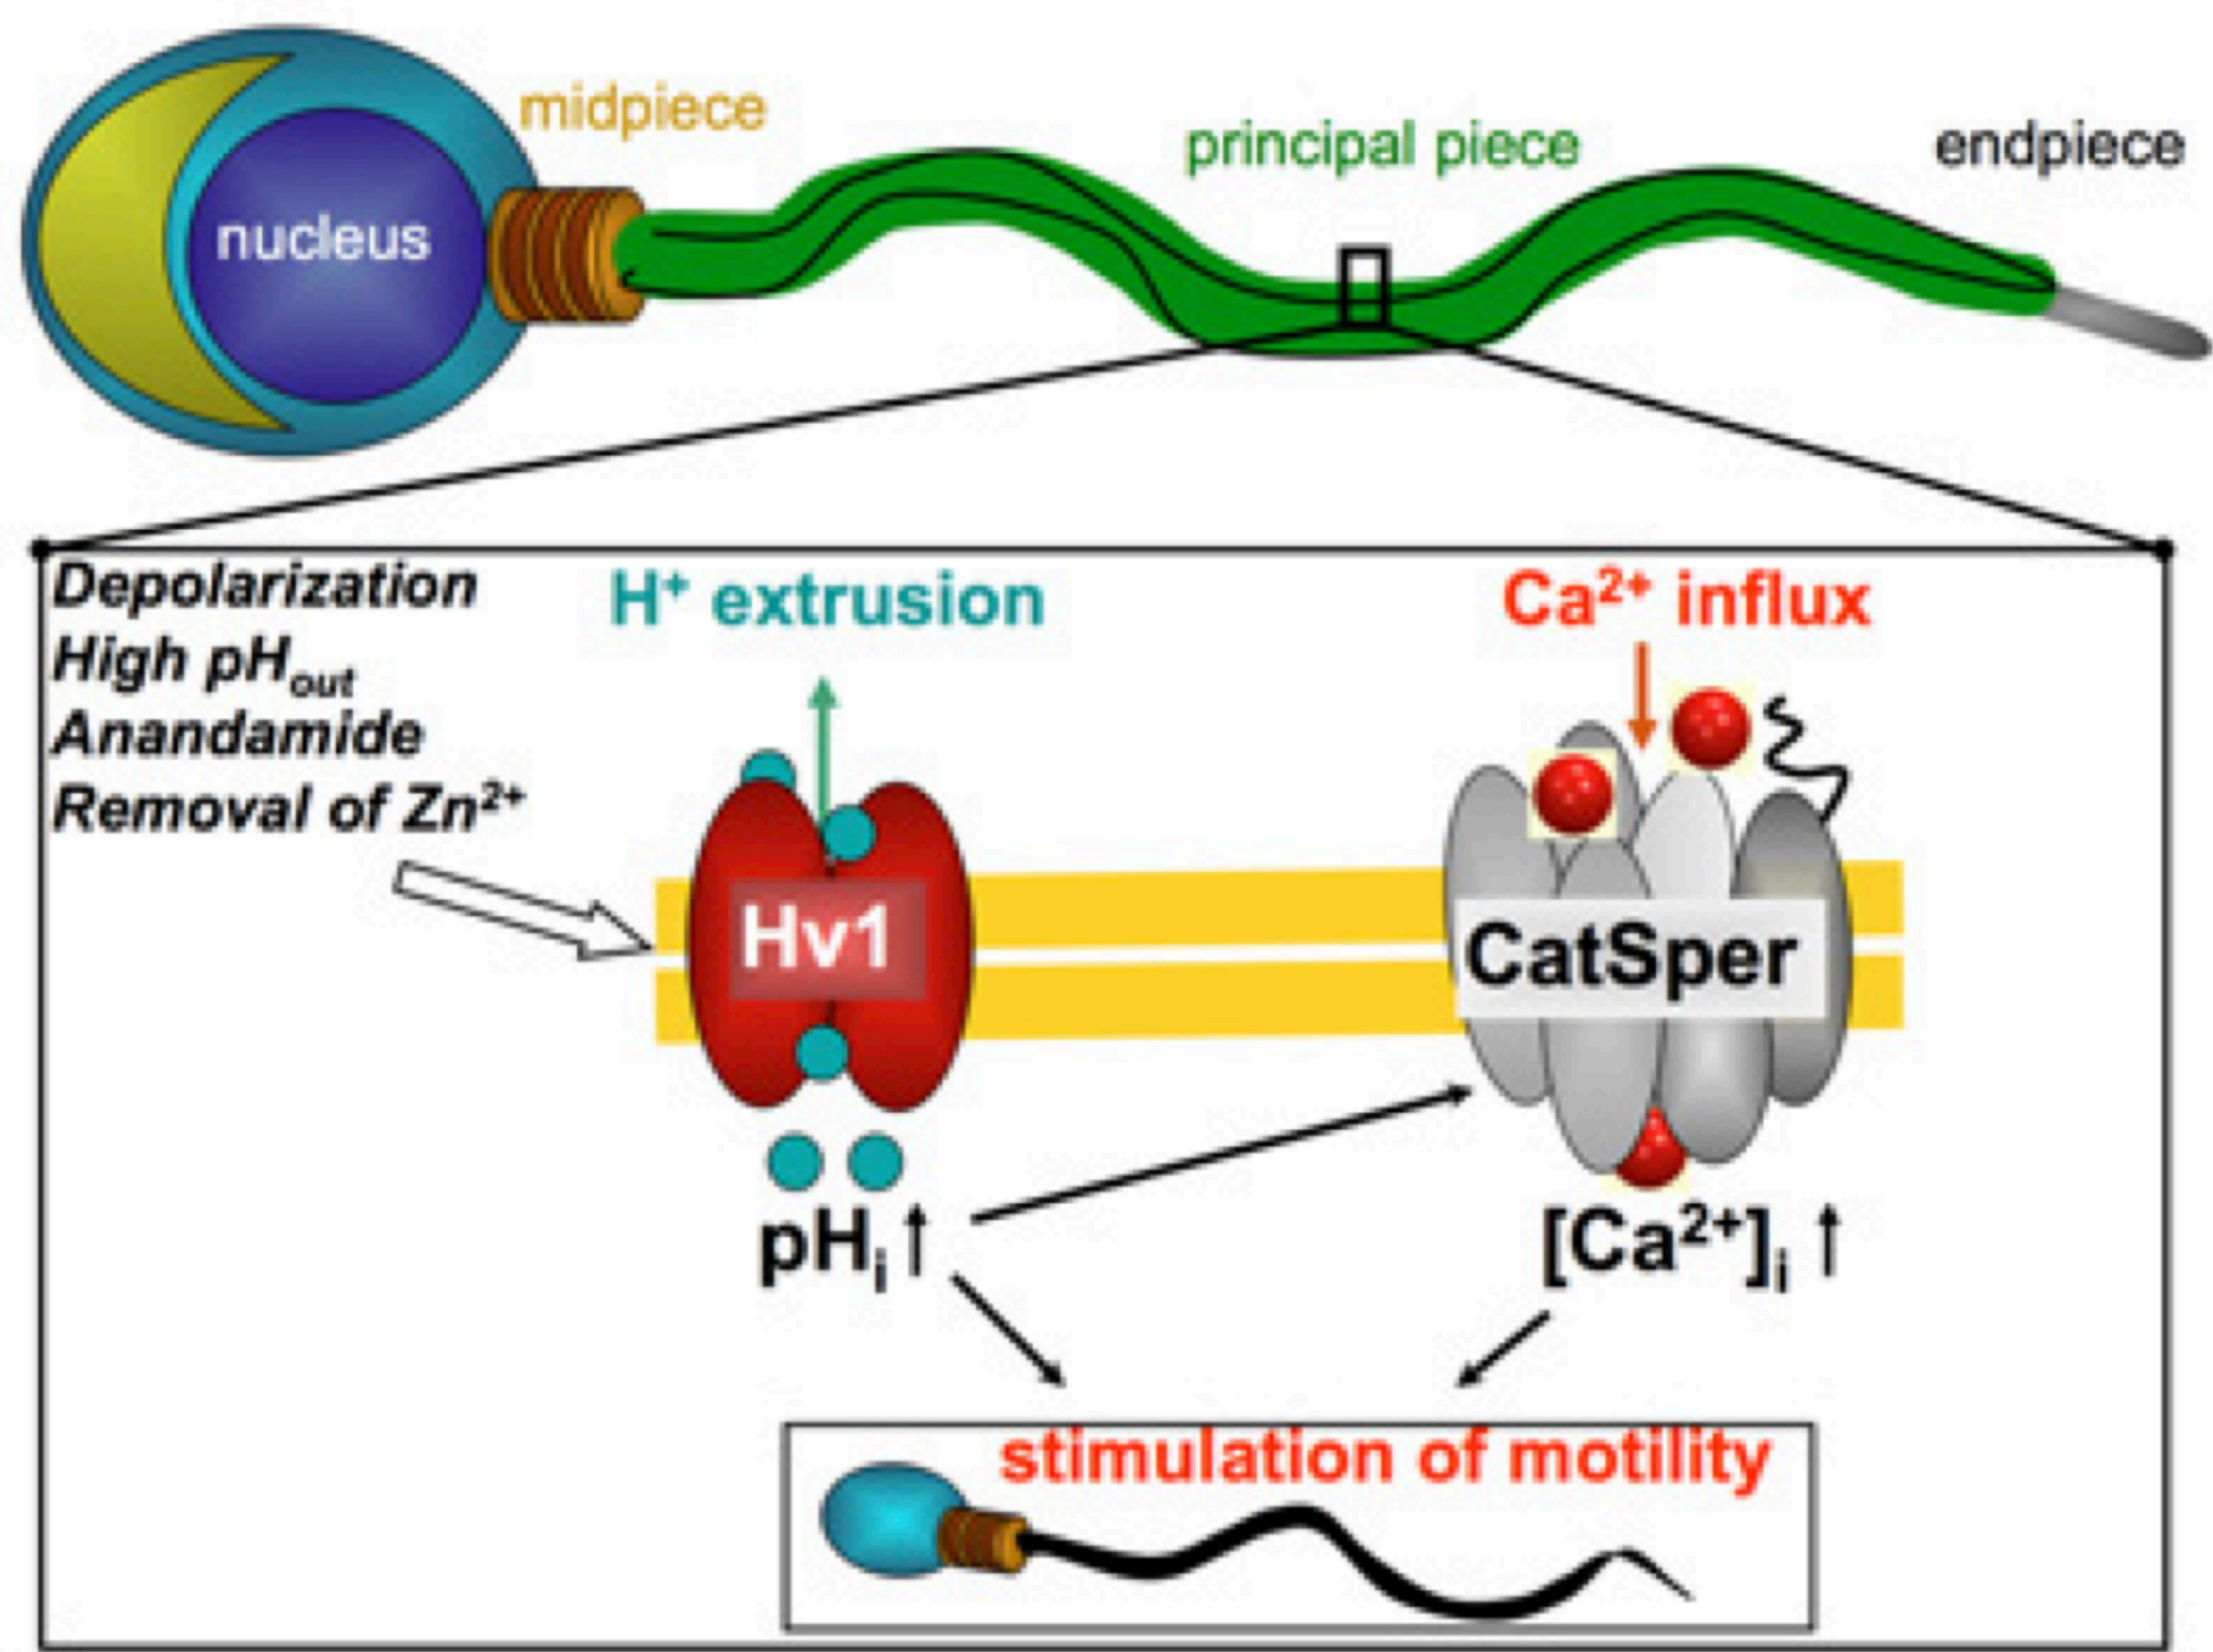 midpiece
principal piece
endpiece
nucleus
Depolarization
High pHout
Anandamide
Removal of Zn²⁺
H⁺ extrusion
Ca²⁺ influx
Hv1
CatSper
pHi ↑
[Ca²⁺]i ↑
stimulation of motility